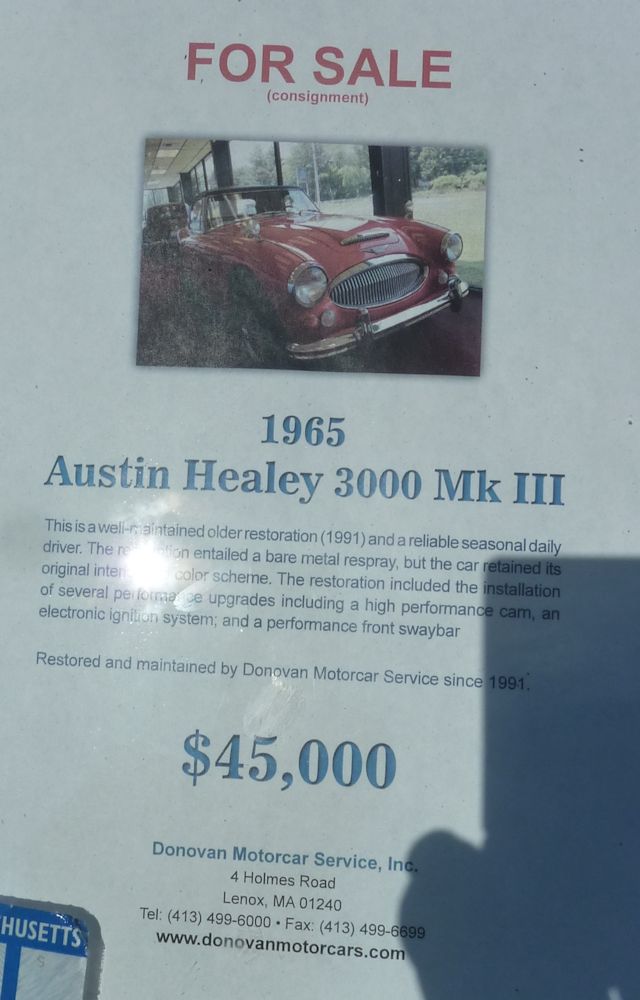 FOR SALE
(consignment)
1965
Austin Healey 3000 Mk III
This is a well-maintained older restoration (1991) and a reliable seasonal daily
driver. The restoration entailed a bare metal respray, but the car retained its
original color scheme. The restoration included the installation
of several performance upgrades including a high performance cam, an
electronic ignition system; and a performance front swaybar
Restored and maintained by Donovan Motorcar Service since 1991.
$45,000
Donovan Motorcar Service, Inc.
4 Holmes Road
Lenox, MA 01240
Tel: (413) 499-6000 • Fax: (413) 499-6699
www.donovanmotorcars.com
HUSETTS